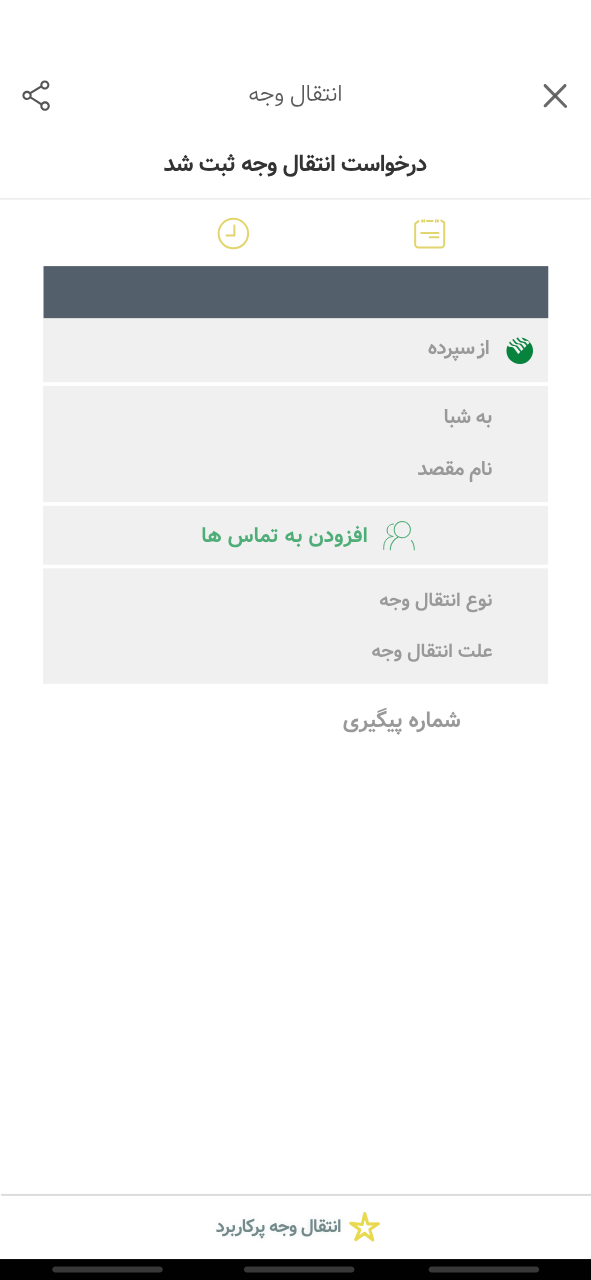 انتقال وجه
درخواست انتقال وجه ثبت شد
از سپرده
به شبا
نام مقصد
افزودن به تماس ها
نوع انتقال وجه
علت انتقال وجه
شماره پیگیری
انتقال وجه پرکاربرد